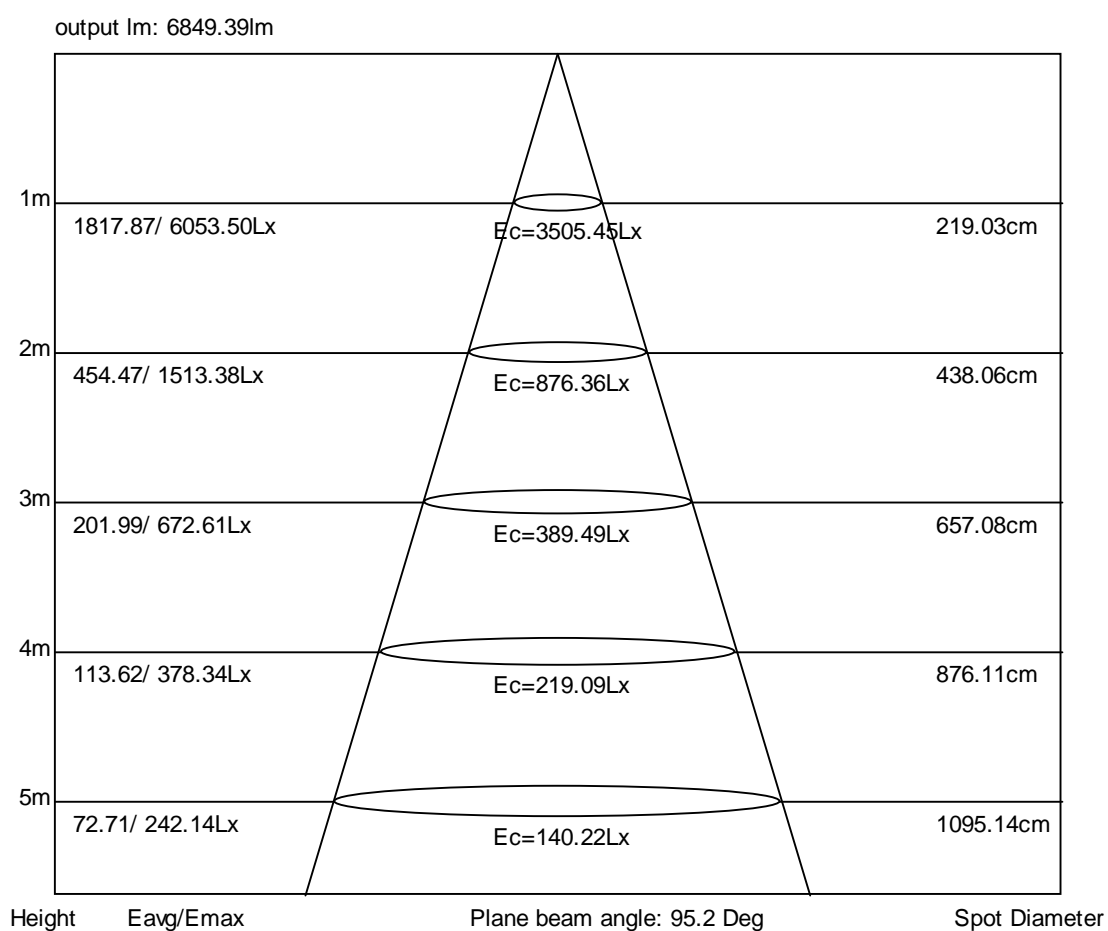 output lm: 6849.39lm
1m
1817.87/ 6053.50Lx
Ec=3505.45Lx
219.03cm
2m
454.47/ 1513.38Lx
Ec=876.36Lx
438.06cm
3m
201.99/ 672.61Lx
Ec=389.49Lx
657.08cm
4m
113.62/ 378.34Lx
Ec=219.09Lx
876.11cm
5m
72.71/ 242.14Lx
Ec=140.22Lx
1095.14cm
Height Eavg/Emax Plane beam angle: 95.2 Deg Spot Diameter